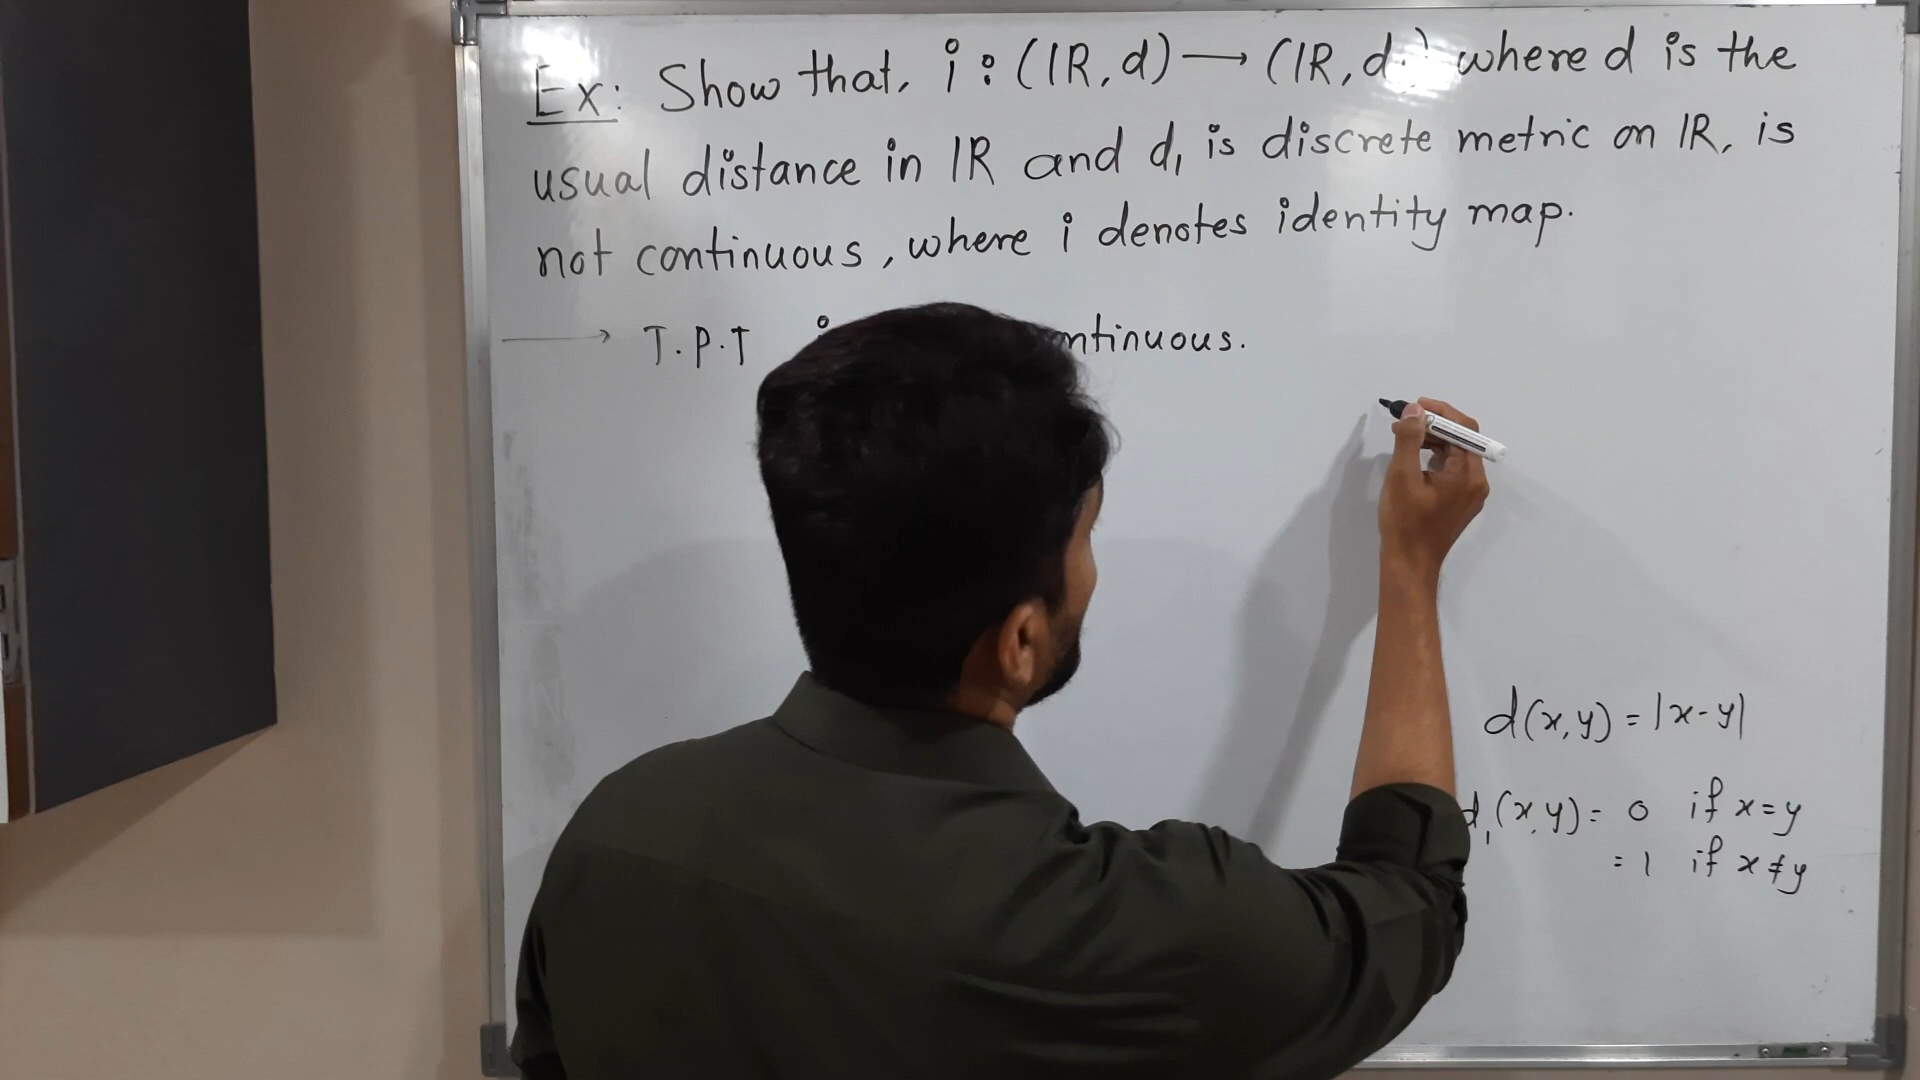 Ex: Show that, i : (IR, d) → (IR, d₁) where d is the
usual distance in IR and d₁ is discrete metric on IR, is
not continuous, where i denotes identity map.
→ T.P.T i ntinuous.
d(x,y) = |x-y|
d₁(x,y) = 0 if x=y
= 1 if x≠y